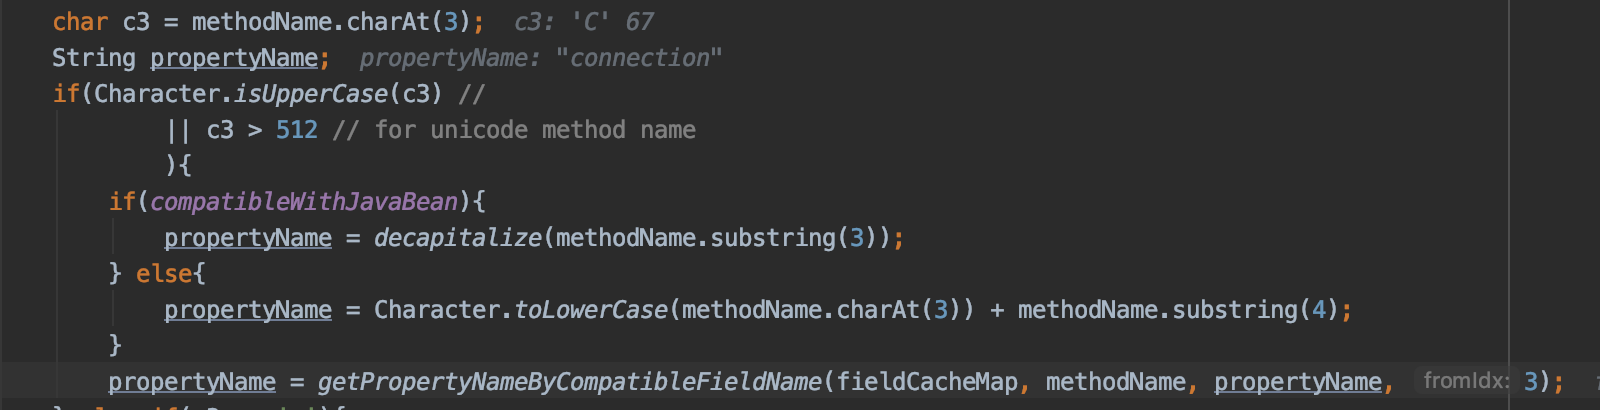 char c3 = methodName.charAt(3);  c3: 'C' 67
String propertyName;  propertyName: "connection"
if(Character.isUpperCase(c3) //
|| c3 > 512 // for unicode method name
){
if(compatibleWithJavaBean){
propertyName = decapitalize(methodName.substring(3));
} else{
propertyName = Character.toLowerCase(methodName.charAt(3)) + methodName.substring(4);
}
propertyName = getPropertyNameByCompatibleFieldName(fieldCacheMap, methodName, propertyName, fromIdx: 3);